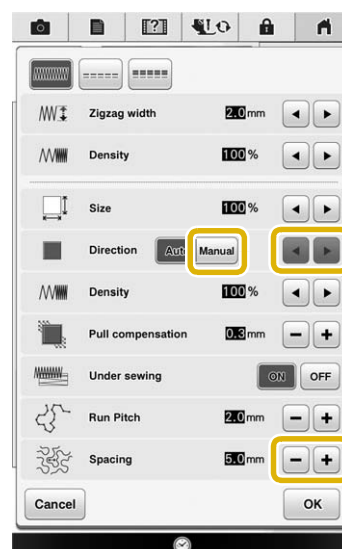 [?]
Zigzag width 2.0 mm
Density 100 %
Size 100 %
Direction Auto Manual
Density 100 %
Pull compensation 0.3 mm - +
Under sewing ON OFF
Run Pitch 2.0 mm - +
Spacing 5.0 mm - +
Cancel OK